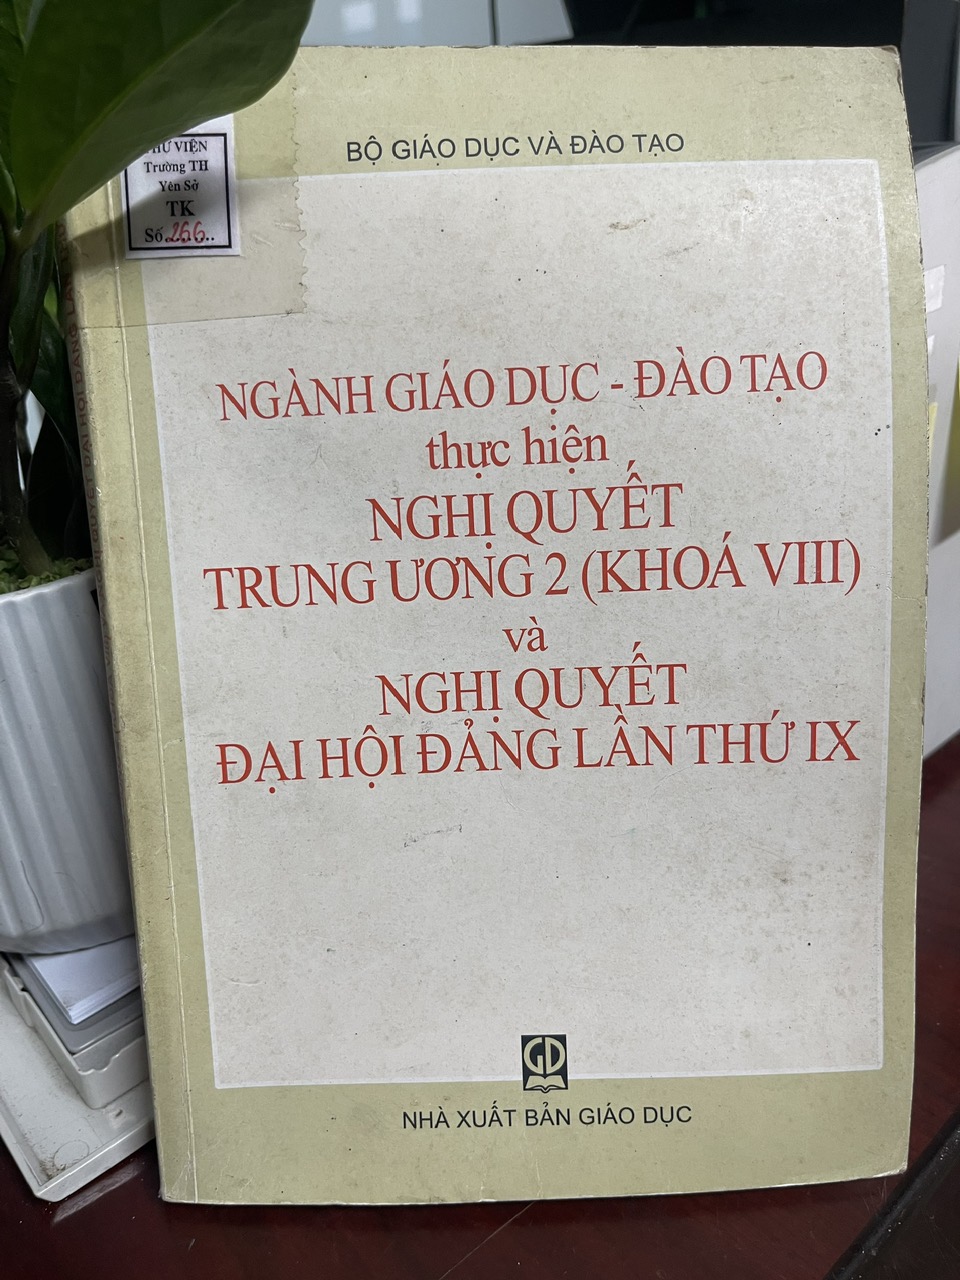 BỘ GIÁO DỤC VÀ ĐÀO TẠO
THƯ VIỆN
Trường TH
Yên Sở
TK
Số 266
NGÀNH GIÁO DỤC - ĐÀO TẠO
thực hiện
NGHỊ QUYẾT
TRUNG ƯƠNG 2 (KHOÁ VIII)
và
NGHỊ QUYẾT
ĐẠI HỘI ĐẢNG LẦN THỨ IX
GD
NHÀ XUẤT BẢN GIÁO DỤC